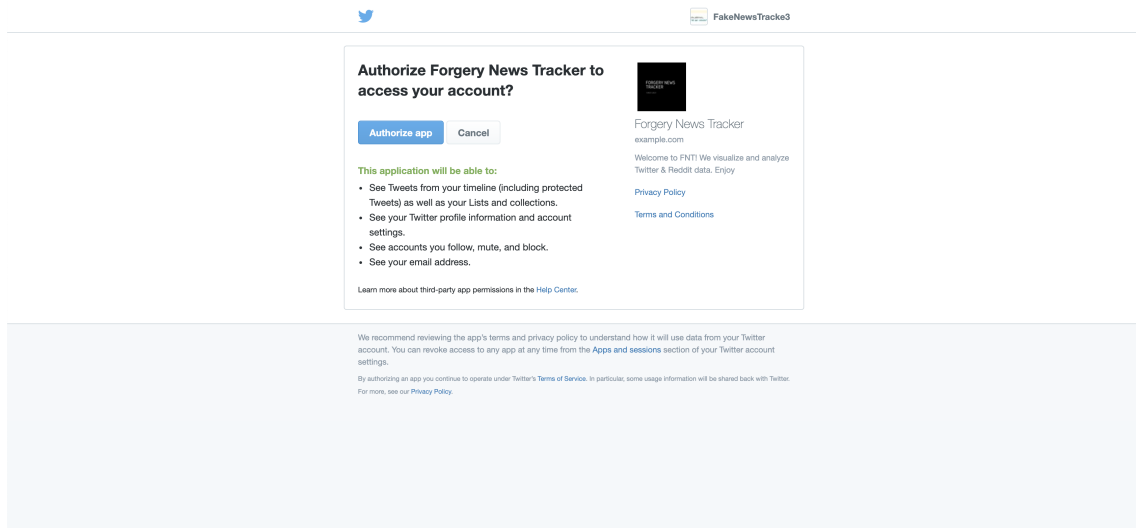 FakeNewsTracke3
Authorize Forgery News Tracker to
access your account?
Authorize app
Cancel
This application will be able to:
• See Tweets from your timeline (including protected
Tweets) as well as your Lists and collections.
• See your Twitter profile information and account
settings.
• See accounts you follow, mute, and block.
• See your email address.
Learn more about third-party app permissions in the Help Center.
FORGERY NEWS
TRACKER
Forgery News Tracker
example.com
Welcome to FNT! We visualize and analyze
Twitter & Reddit data. Enjoy
Privacy Policy
Terms and Conditions
We recommend reviewing the app's terms and privacy policy to understand how it will use data from your Twitter
account. You can revoke access to any app at any time from the Apps and sessions section of your Twitter account
settings.
By authorizing an app you continue to operate under Twitter's Terms of Service. In particular, some usage information will be shared back with Twitter.
For more, see our Privacy Policy.